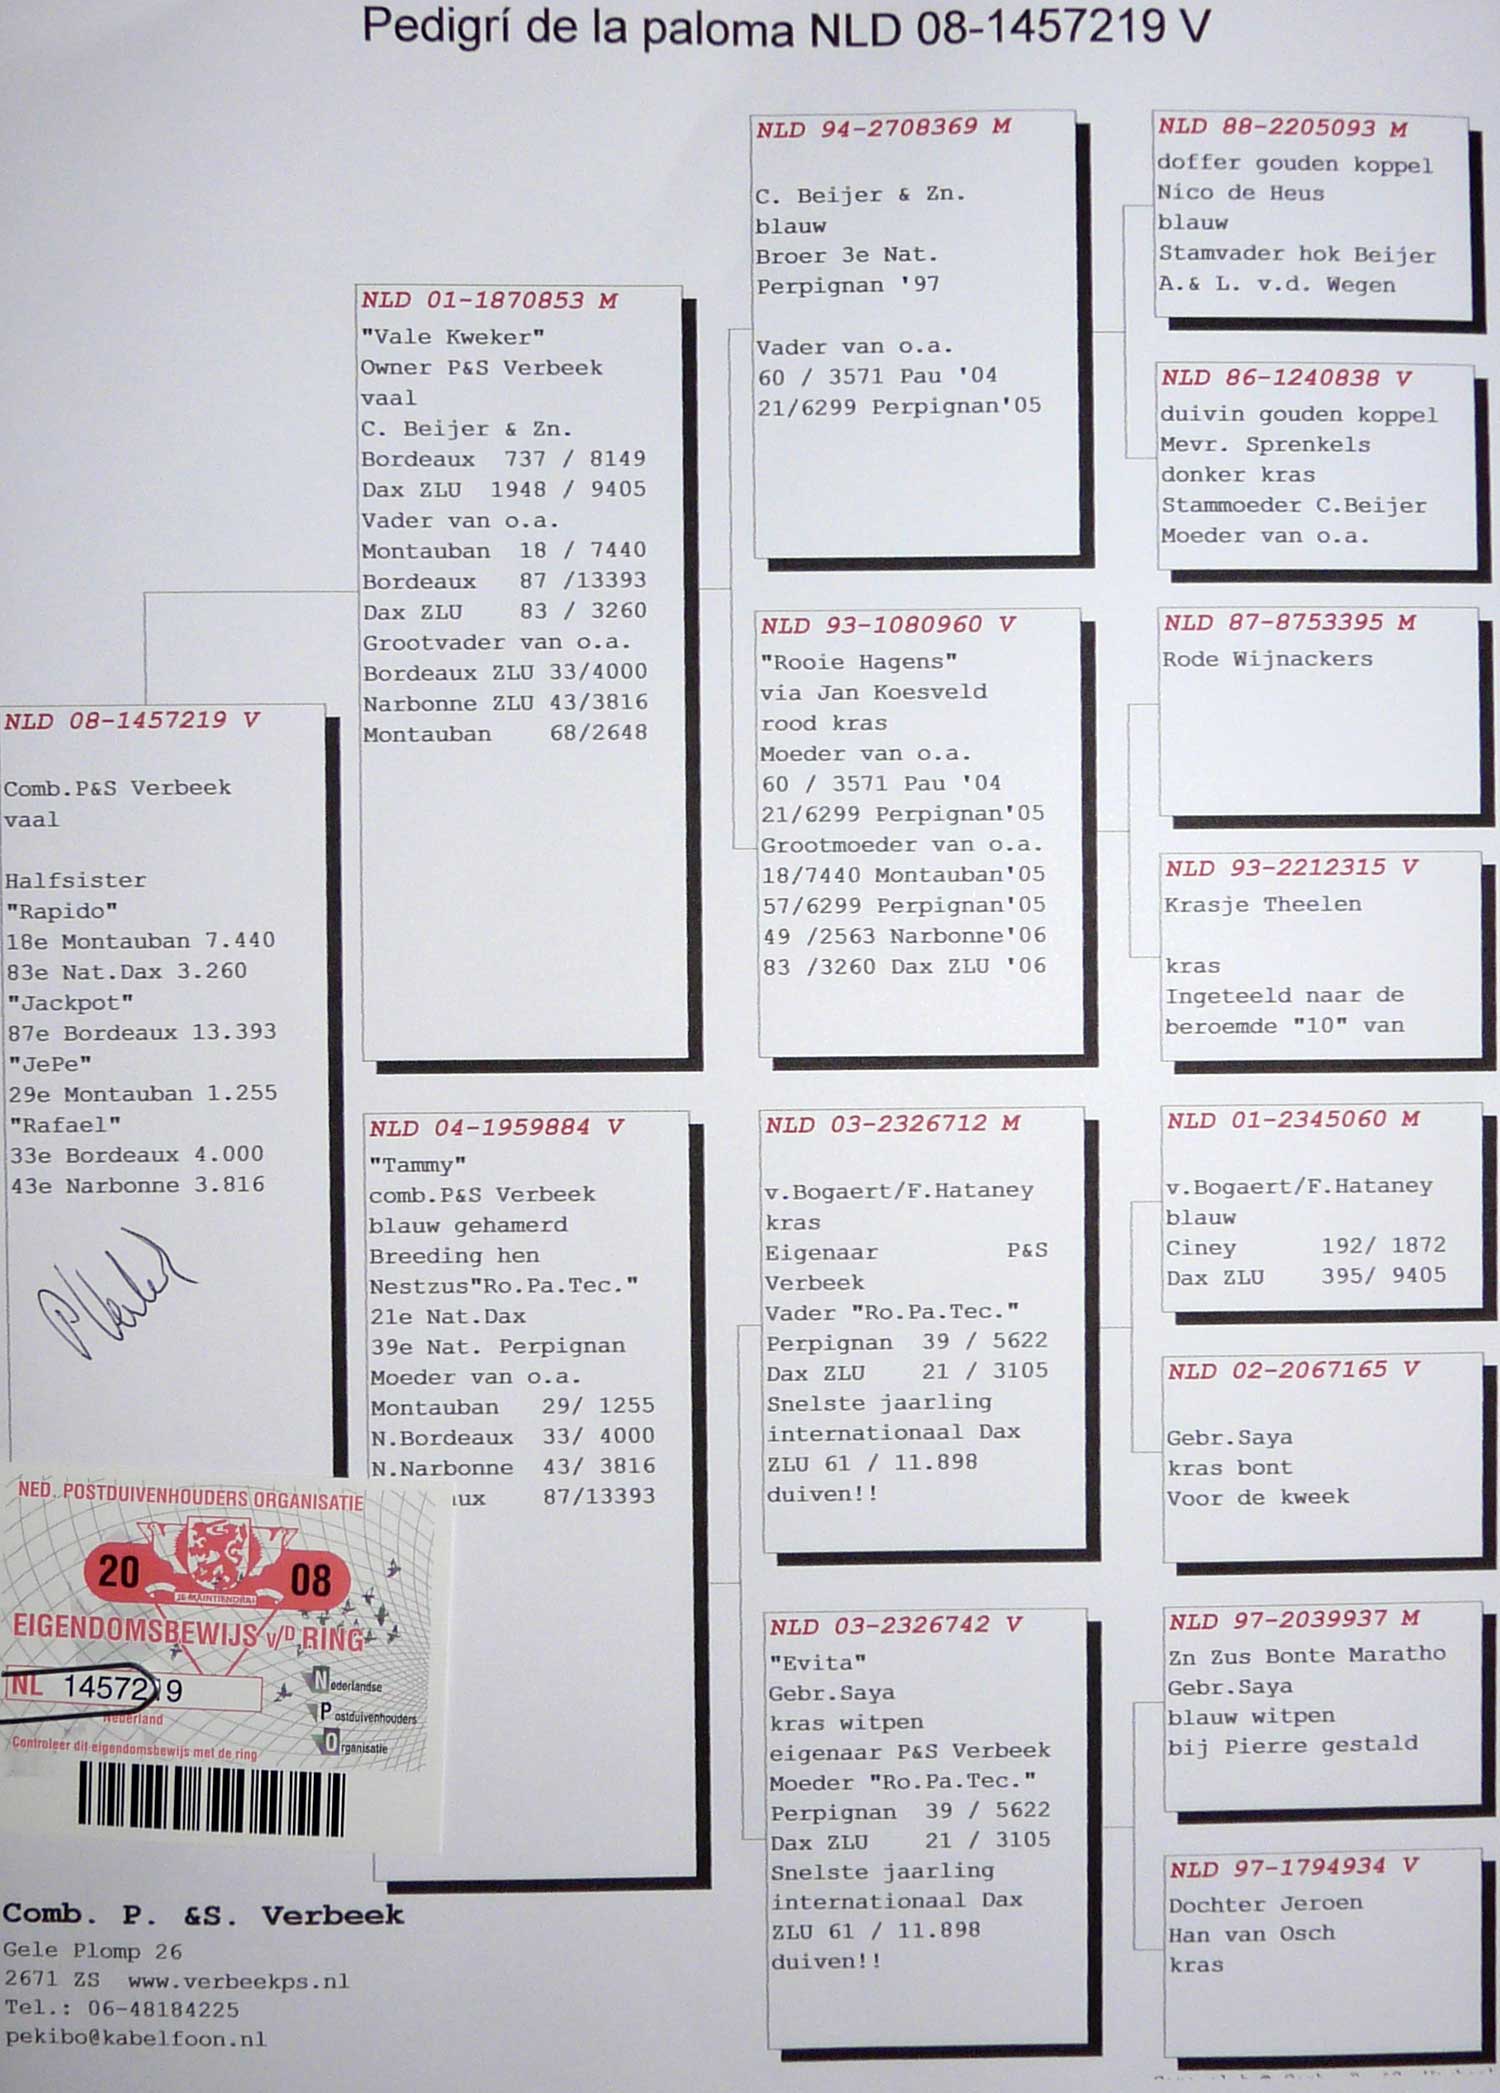 Pedigrí de la paloma NLD 08-1457219 V
NLD 08-1457219 V
Comb.P&S Verbeek
vaal
Halfsister
"Rapido"
18e Montauban 7.440
83e Nat.Dax 3.260
"Jackpot"
87e Bordeaux 13.393
"JePe"
29e Montauban 1.255
"Rafael"
33e Bordeaux 4.000
43e Narbonne 3.816
NLD 01-1870853 M
"Vale Kweker"
Owner P&S Verbeek
vaal
C. Beijer & Zn.
Bordeaux 737 / 8149
Dax ZLU 1948 / 9405
Vader van o.a.
Montauban 18 / 7440
Bordeaux 87 /13393
Dax ZLU 83 / 3260
Grootvader van o.a.
Bordeaux ZLU 33/4000
Narbonne ZLU 43/3816
Montauban 68/2648
NLD 04-1959884 V
"Tammy"
comb.P&S Verbeek
blauw gehamerd
Breeding hen
Nestzus"Ro.Pa.Tec."
21e Nat.Dax
39e Nat. Perpignan
Moeder van o.a.
Montauban 29/ 1255
N.Bordeaux 33/ 4000
N.Narbonne 43/ 3816
ux 87/13393
NLD 94-2708369 M
C. Beijer & Zn.
blauw
Broer 3e Nat.
Perpignan '97
Vader van o.a.
60 / 3571 Pau '04
21/6299 Perpignan'05
NLD 93-1080960 V
"Rooie Hagens"
via Jan Koesveld
rood kras
Moeder van o.a.
60 / 3571 Pau '04
21/6299 Perpignan'05
Grootmoeder van o.a.
18/7440 Montauban'05
57/6299 Perpignan'05
49 /2563 Narbonne'06
83 /3260 Dax ZLU '06
NLD 03-2326712 M
v.Bogaert/F.Hataney
kras
Eigenaar P&S
Verbeek
Vader "Ro.Pa.Tec."
Perpignan 39 / 5622
Dax ZLU 21 / 3105
Snelste jaarling
internationaal Dax
ZLU 61 / 11.898
duiven!!
NLD 03-2326742 V
"Evita"
Gebr.Saya
kras witpen
eigenaar P&S Verbeek
Moeder "Ro.Pa.Tec."
Perpignan 39 / 5622
Dax ZLU 21 / 3105
Snelste jaarling
internationaal Dax
ZLU 61 / 11.898
duiven!!
NLD 88-2205093 M
doffer gouden koppel
Nico de Heus
blauw
Stamvader hok Beijer
A.& L. v.d. Wegen
NLD 86-1240838 V
duivin gouden koppel
Mevr. Sprenkels
donker kras
Stammoeder C.Beijer
Moeder van o.a.
NLD 87-8753395 M
Rode Wijnackers
NLD 93-2212315 V
Krasje Theelen
kras
Ingeteeld naar de
beroemde "10" van
NLD 01-2345060 M
v.Bogaert/F.Hataney
blauw
Ciney 192/ 1872
Dax ZLU 395/ 9405
NLD 02-2067165 V
Gebr.Saya
kras bont
Voor de kweek
NLD 97-2039937 M
Zn Zus Bonte Maratho
Gebr.Saya
blauw witpen
bij Pierre gestald
NLD 97-1794934 V
Dochter Jeroen
Han van Osch
kras
NED. POSTDUIVENHOUDERS ORGANISATIE
20 08
JE MAINTIENDRAI
EIGENDOMSBEWIJS v/D RING
NL 1457219
Nederland
Nederlandse
Postduivenhouders
Organisatie
Controleer dit eigendomsbewijs met de ring
Comb. P. &S. Verbeek
Gele Plomp 26
2671 ZS www.verbeekps.nl
Tel.: 06-48184225
pekibo@kabelfoon.nl